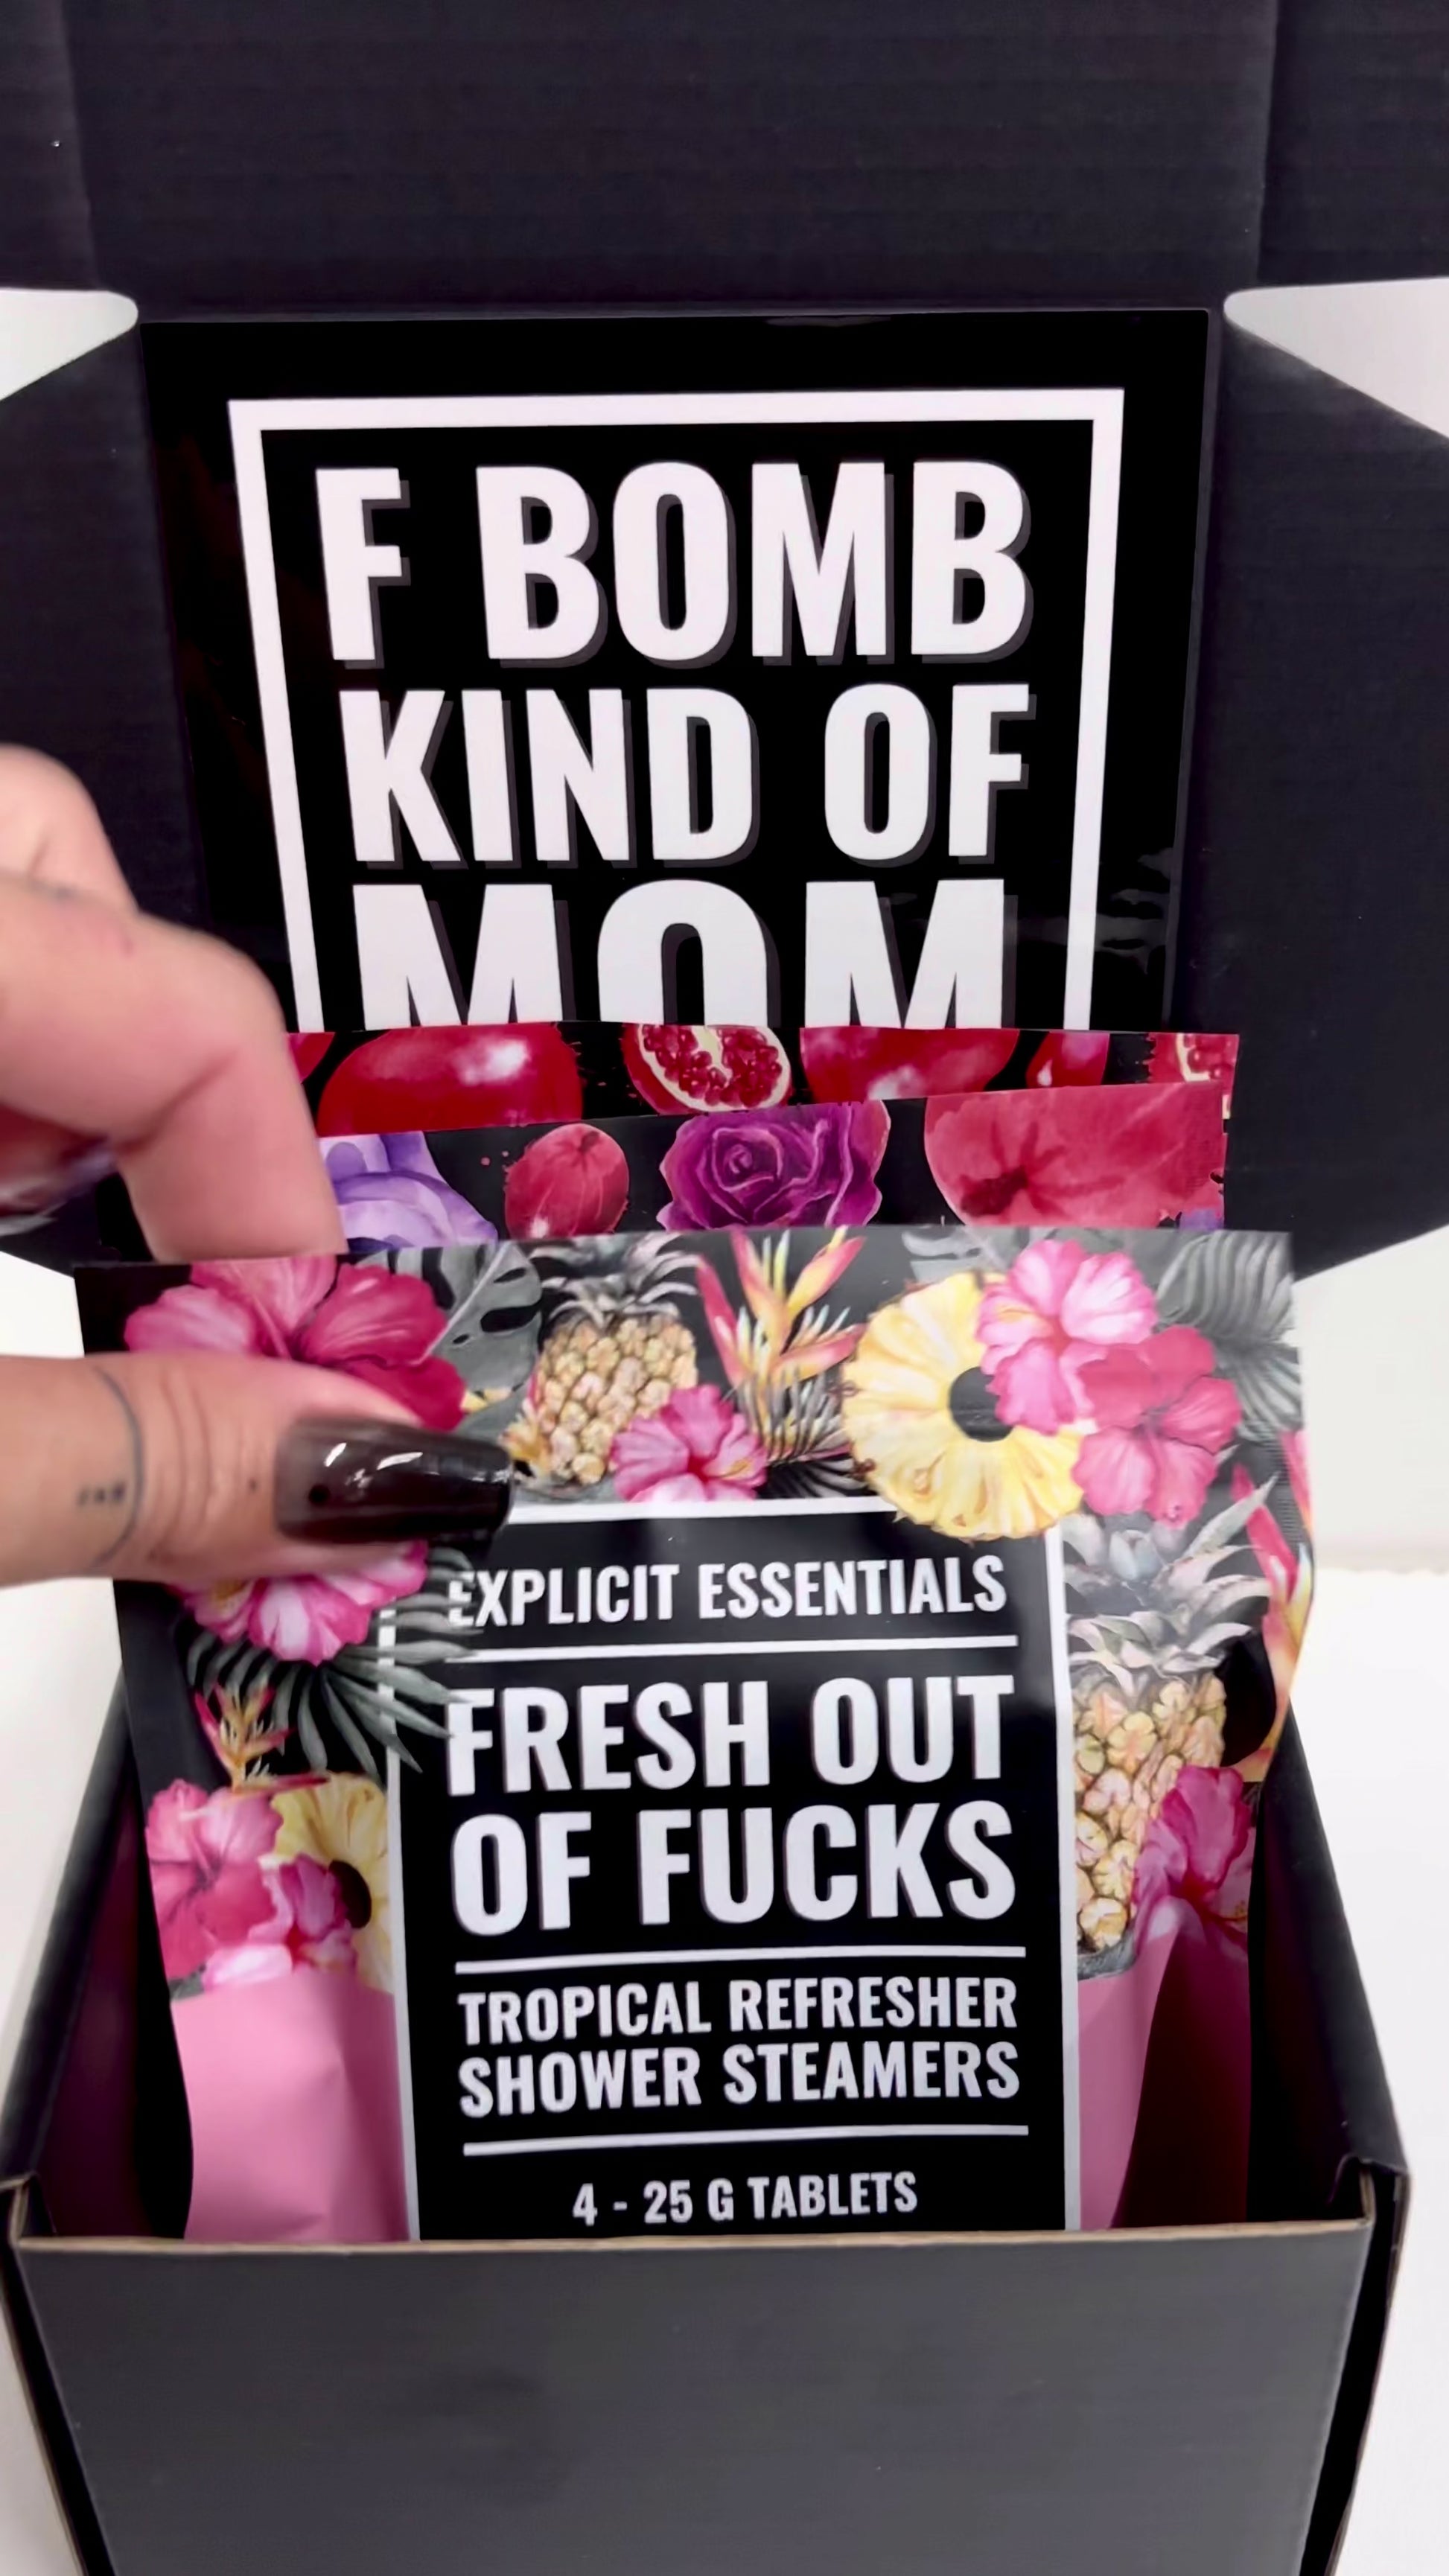 F BOMB
KIND OF
MOM
EXPLICIT ESSENTIALS
FRESH OUT
OF FUCKS
TROPICAL REFRESHER
SHOWER STEAMERS
4 - 25 G TABLETS